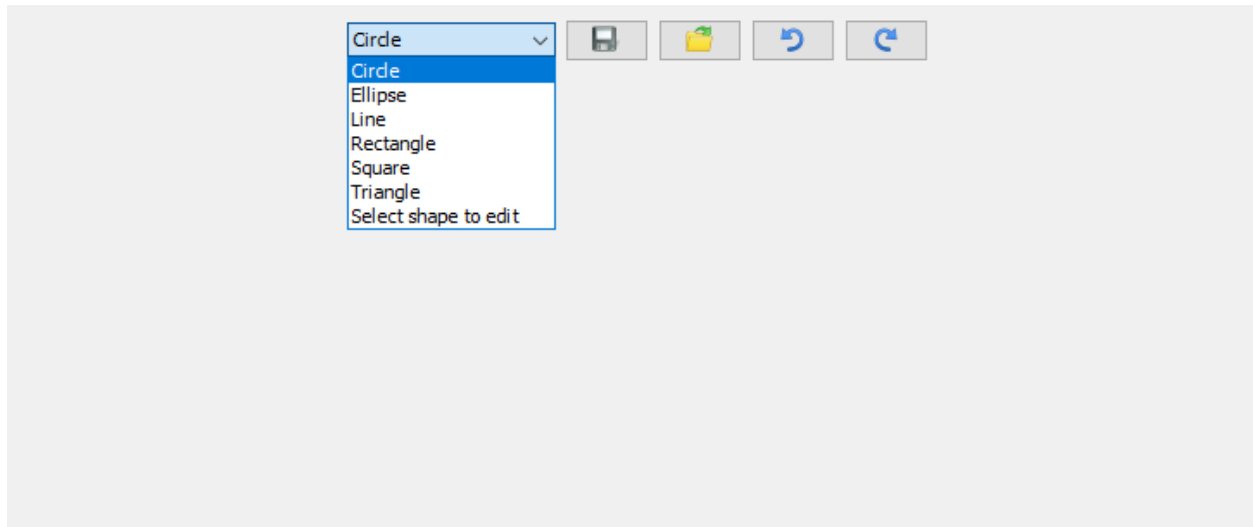 Circle
Circle
Ellipse
Line
Rectangle
Square
Triangle
Select shape to edit